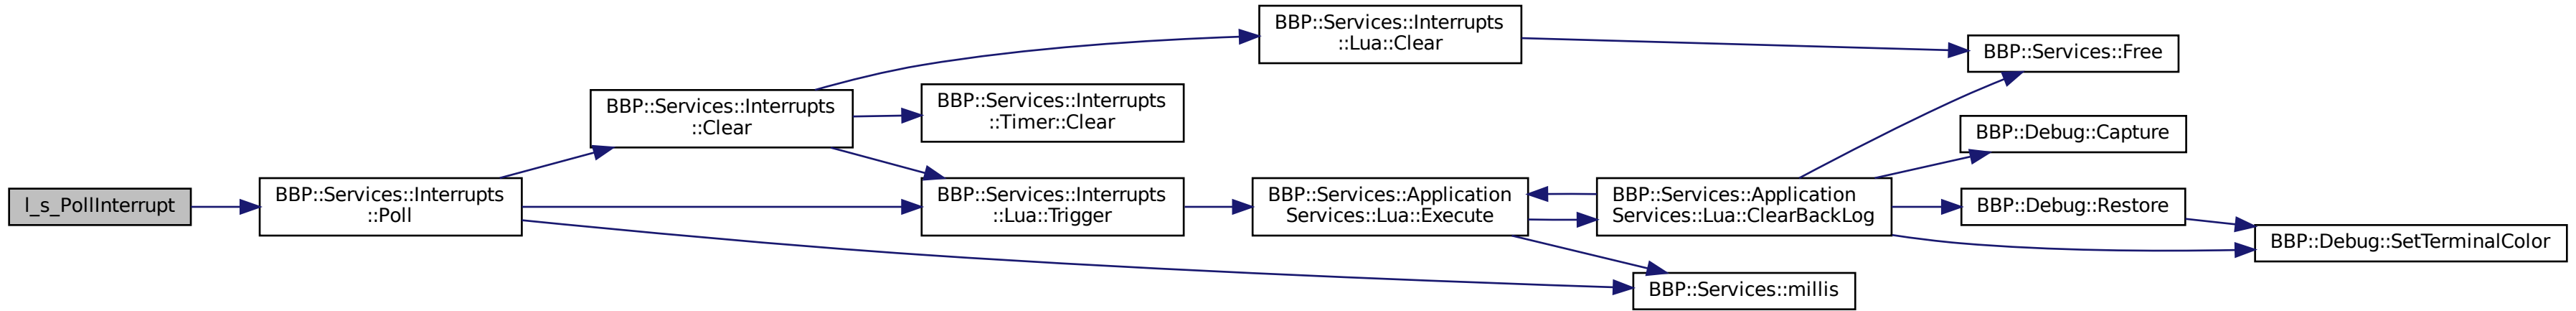 l_s_PollInterrupt
BBP::Services::Interrupts
::Poll
BBP::Services::Interrupts
::Clear
BBP::Services::Interrupts
::Lua::Clear
BBP::Services::Interrupts
::Timer::Clear
BBP::Services::Interrupts
::Lua::Trigger
BBP::Services::Application
Services::Lua::Execute
BBP::Services::Application
Services::Lua::ClearBackLog
BBP::Services::millis
BBP::Services::Free
BBP::Debug::Capture
BBP::Debug::Restore
BBP::Debug::SetTerminalColor